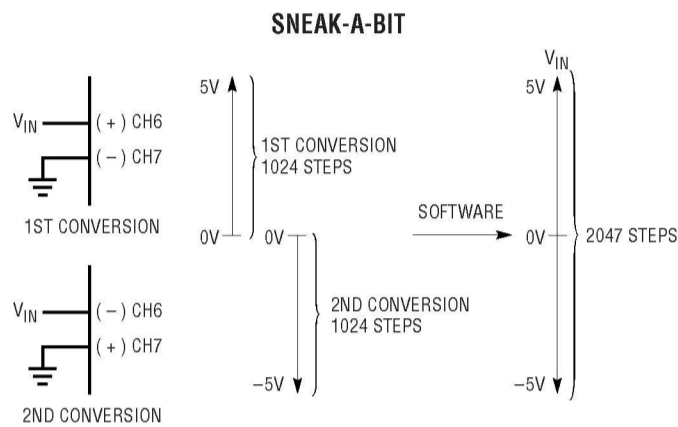 SNEAK-A-BIT
VIN
(+) CH6
(−) CH7
1ST CONVERSION
5V
0V
1ST CONVERSION
1024 STEPS
VIN
(−) CH6
(+) CH7
2ND CONVERSION
0V
−5V
2ND CONVERSION
1024 STEPS
SOFTWARE
VIN
5V
0V
−5V
2047 STEPS